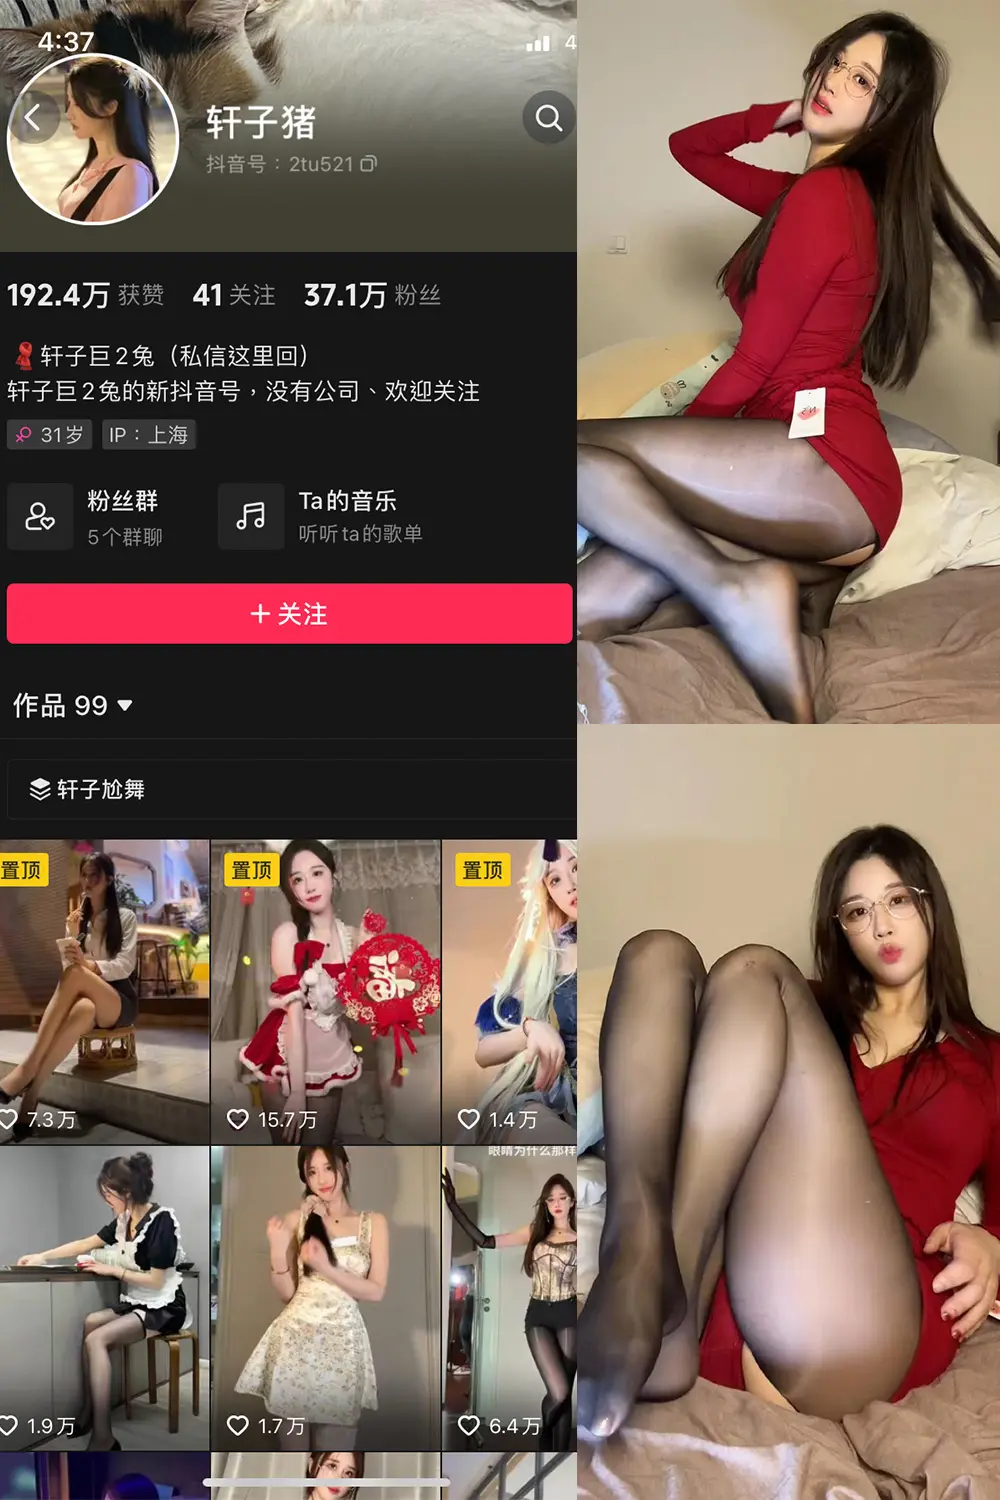 4:37
4
轩子猪
抖音号：2tu521
192.4万 获赞 41 关注 37.1万 粉丝
轩子巨2兔（私信这里回）
轩子巨2兔的新抖音号，没有公司、欢迎关注
31岁 IP：上海
粉丝群
5个群聊
Ta的音乐
听听ta的歌单
+ 关注
作品 99
轩子尬舞
置顶 置顶 置顶
7.3万 15.7万 1.4万
眼睛为什么那样
1.9万 1.7万 6.4万